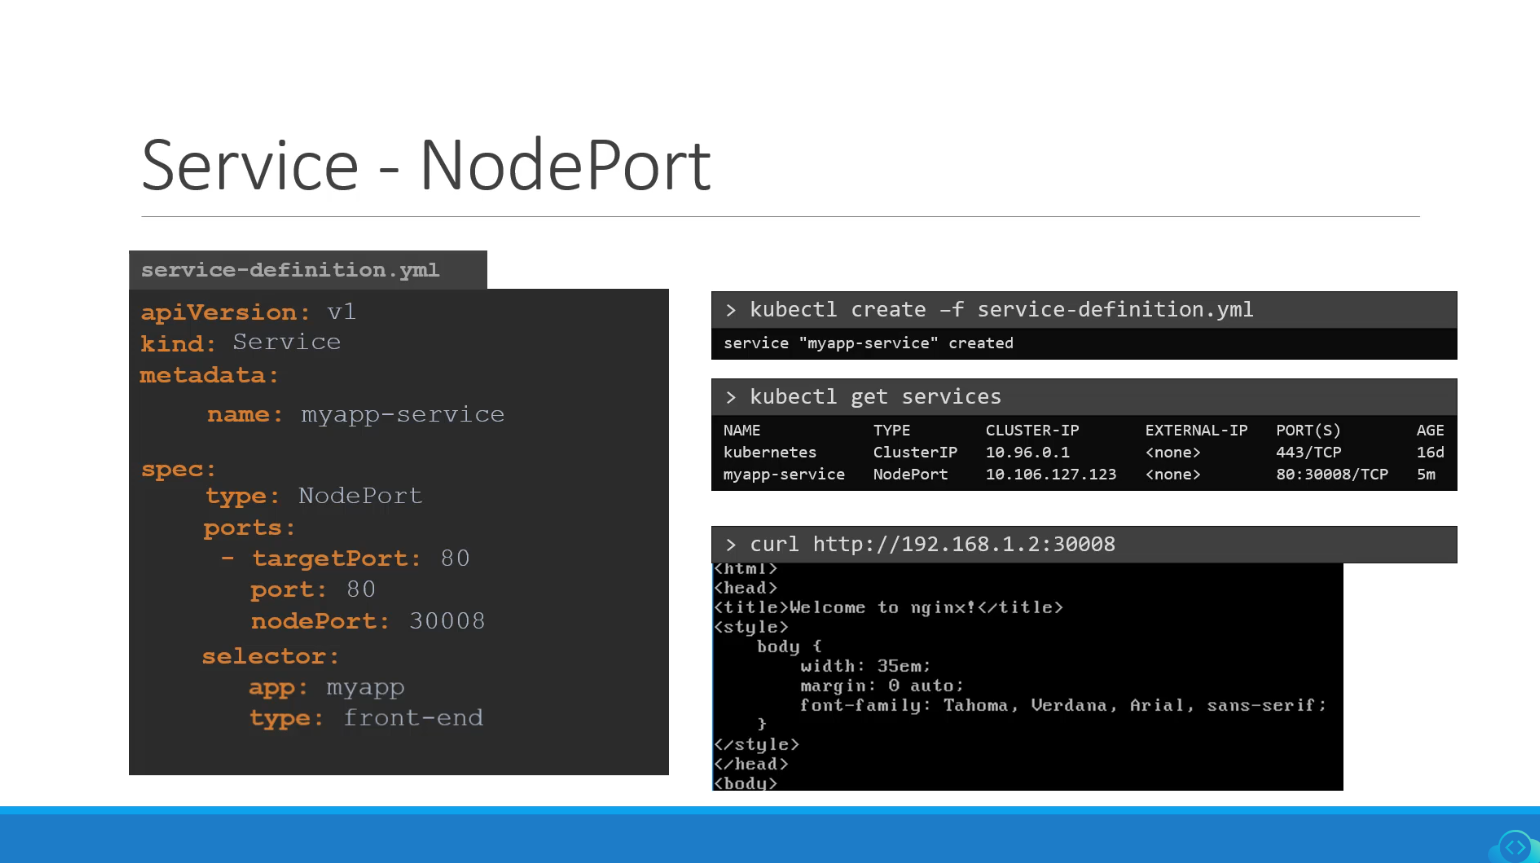 Service - NodePort
service-definition.yml
apiVersion: v1
kind: Service
metadata:
name: myapp-service
spec:
type: NodePort
ports:
- targetPort: 80
port: 80
nodePort: 30008
selector:
app: myapp
type: front-end
> kubectl create –f service-definition.yml
service "myapp-service" created
> kubectl get services
NAME TYPE CLUSTER-IP EXTERNAL-IP PORT(S) AGE
kubernetes ClusterIP 10.96.0.1 <none> 443/TCP 16d
myapp-service NodePort 10.106.127.123 <none> 80:30008/TCP 5m
> curl http://192.168.1.2:30008
<html>
<head>
<title>Welcome to nginx!</title>
<style>
body {
width: 35em;
margin: 0 auto;
font-family: Tahoma, Verdana, Arial, sans-serif;
}
</style>
</head>
<body>